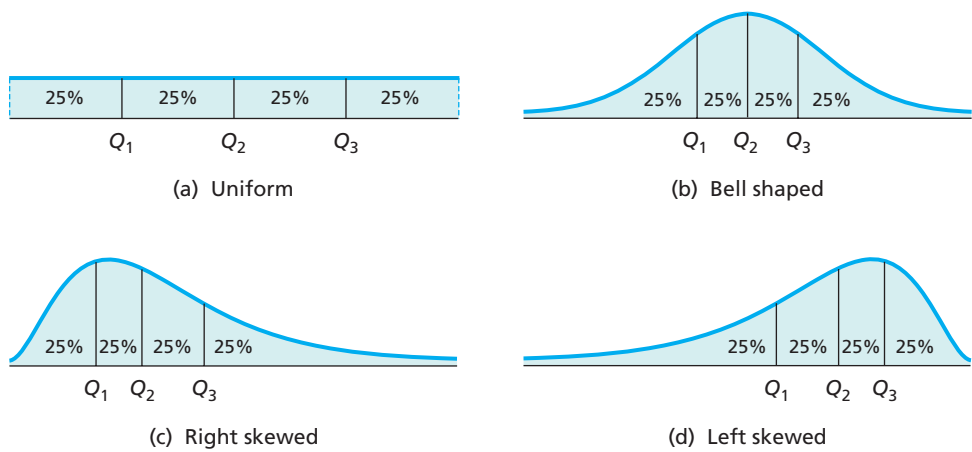 25% 25% 25% 25%
Q₁ Q₂ Q₃
(a) Uniform
25% 25% 25% 25%
Q₁ Q₂ Q₃
(b) Bell shaped
25% 25% 25% 25%
Q₁ Q₂ Q₃
(c) Right skewed
25% 25% 25% 25%
Q₁ Q₂ Q₃
(d) Left skewed